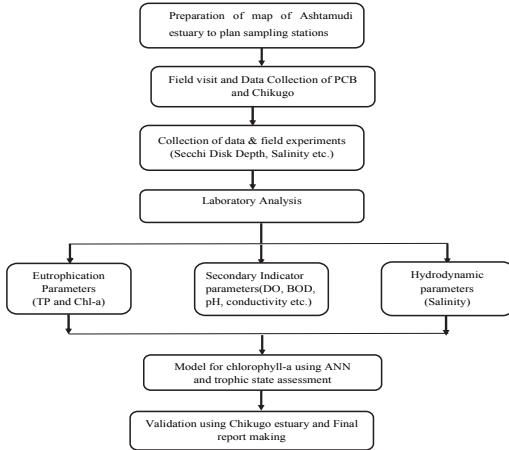 Preparation of map of Ashtamudi
estuary to plan sampling stations
Field visit and Data Collection of PCB
and Chikugo
Collection of data & field experiments
(Secchi Disk Depth, Salinity etc.)
Laboratory Analysis
Eutrophication
Parameters
(TP and Chl-a)
Secondary Indicator
parameters(DO, BOD,
pH, conductivity etc.)
Hydrodynamic
parameters
(Salinity)
Model for chlorophyll-a using ANN
and trophic state assessment
Validation using Chikugo estuary and Final
report making